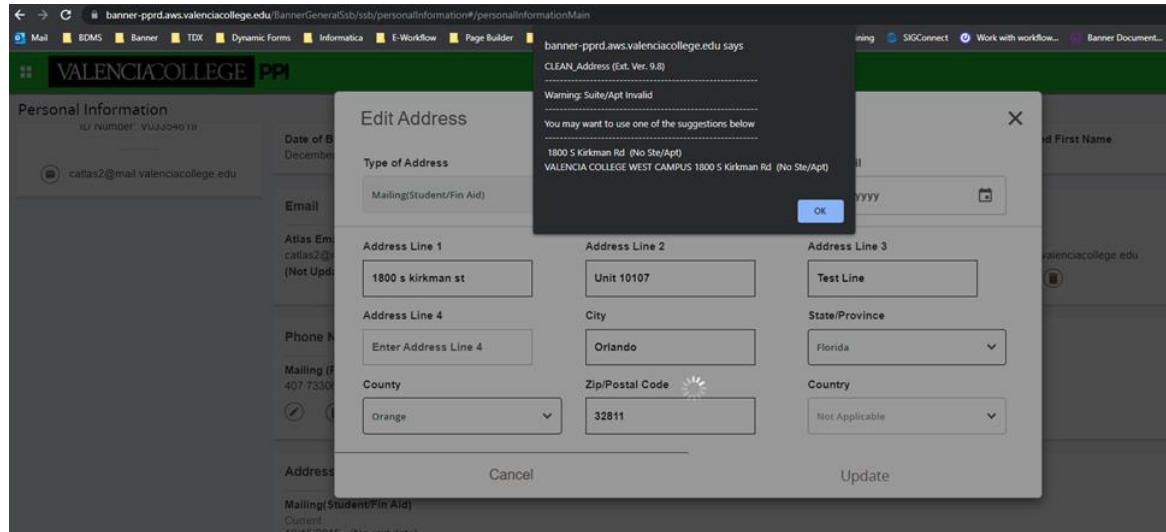 banner-pprd.aws.valenciacollege.edu/BannerGeneralSsb/ssb/personalInformation#/personalInformationMain
Mail BDMS Banner TDX Dynamic Forms Informatica E-Workflow Page Builder ining SIGConnect Work with workflow... Banner Document...
banner-pprd.aws.valenciacollege.edu says
CLEAN_Address (Ext. Ver. 9.8)
Warning: Suite/Apt Invalid
You may want to use one of the suggestions below
1800 S Kirkman Rd (No Ste/Apt)
VALENCIA COLLEGE WEST CAMPUS 1800 S Kirkman Rd (No Ste/Apt)
OK
VALENCIA COLLEGE PPI
Personal Information
catlas2@mail.valenciacollege.edu
Date of B
December
d First Name
Email
Atlas Em
(Not Upd
valenciacollege.edu
Phone N
Mailing (
407 7330
Address
Mailing(Student/Fin Aid)
Current
Edit Address
Type of Address
Mailing(Student/Fin Aid)
yyyy
Address Line 1
Address Line 2
Address Line 3
1800 s kirkman st
Unit 10107
Test Line
Address Line 4
City
State/Province
Enter Address Line 4
Orlando
Florida
County
Zip/Postal Code
Country
Orange
32811
Not Applicable
Cancel
Update